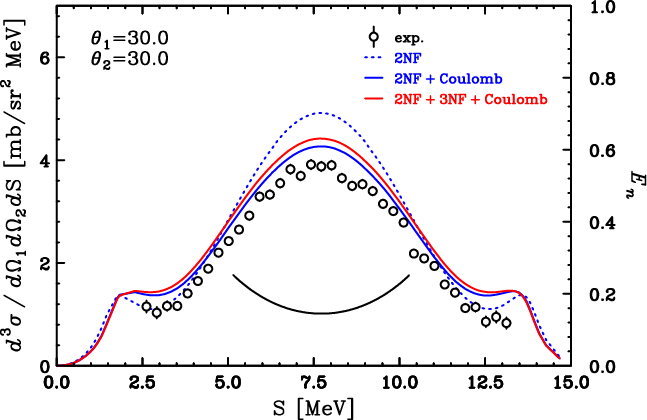 θ1=30.0
θ2=30.0
exp.
2NF
2NF + Coulomb
2NF + 3NF + Coulomb
d³σ / dΩ1dΩ2dS [mb/sr² MeV]
6
4
2
0
1.0
0.8
0.6
0.4
0.2
0.0
En
0.0 2.5 5.0 7.5 10.0 12.5 15.0
S [MeV]